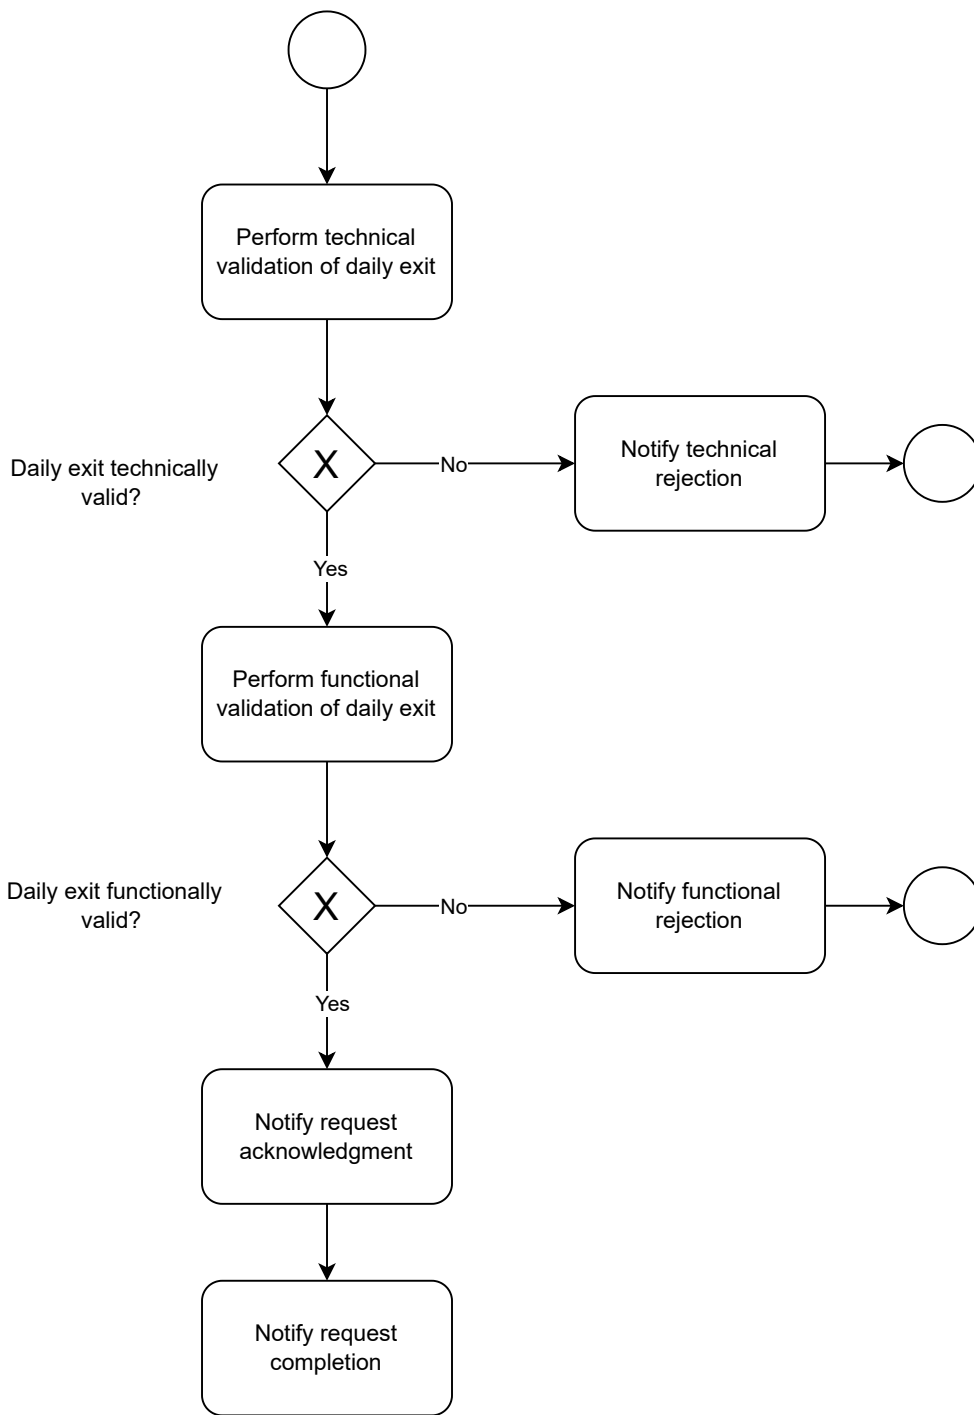 Perform technical
validation of daily exit
Daily exit technically
valid?
X
No
Notify technical
rejection
Yes
Perform functional
validation of daily exit
Daily exit functionally
valid?
X
No
Notify functional
rejection
Yes
Notify request
acknowledgment
Notify request
completion